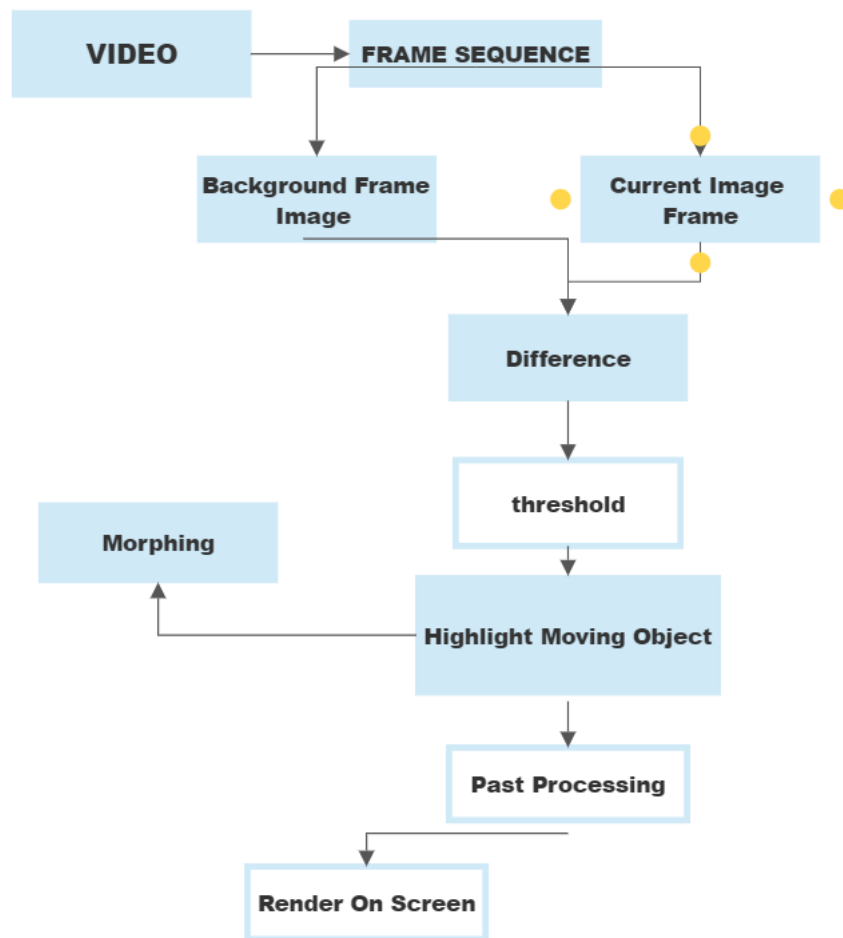 VIDEO
FRAME SEQUENCE
Background Frame
Image
Current Image
Frame
Difference
threshold
Morphing
Highlight Moving Object
Past Processing
Render On Screen